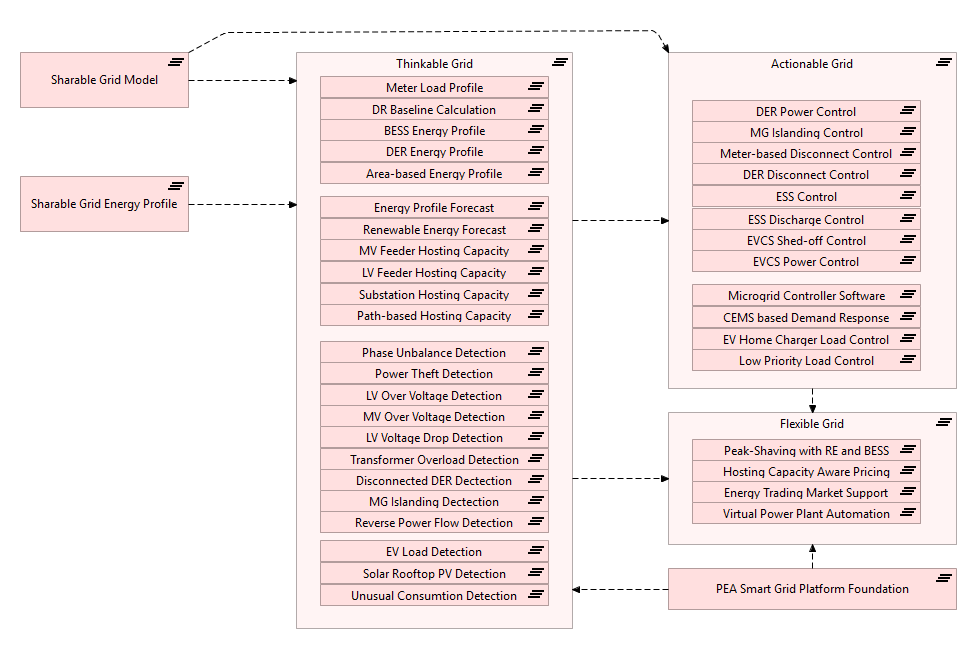 Sharable Grid Model
Sharable Grid Energy Profile
Thinkable Grid
Meter Load Profile
DR Baseline Calculation
BESS Energy Profile
DER Energy Profile
Area-based Energy Profile
Energy Profile Forecast
Renewable Energy Forecast
MV Feeder Hosting Capacity
LV Feeder Hosting Capacity
Substation Hosting Capacity
Path-based Hosting Capacity
Phase Unbalance Detection
Power Theft Detection
LV Over Voltage Detection
MV Over Voltage Detection
LV Voltage Drop Detection
Transformer Overload Detection
Disconnected DER Dectection
MG Islanding Dectection
Reverse Power Flow Detection
EV Load Detection
Solar Rooftop PV Detection
Unusual Consumtion Detection
Actionable Grid
DER Power Control
MG Islanding Control
Meter-based Disconnect Control
DER Disconnect Control
ESS Control
ESS Discharge Control
EVCS Shed-off Control
EVCS Power Control
Microgrid Controller Software
CEMS based Demand Response
EV Home Charger Load Control
Low Priority Load Control
Flexible Grid
Peak-Shaving with RE and BESS
Hosting Capacity Aware Pricing
Energy Trading Market Support
Virtual Power Plant Automation
PEA Smart Grid Platform Foundation